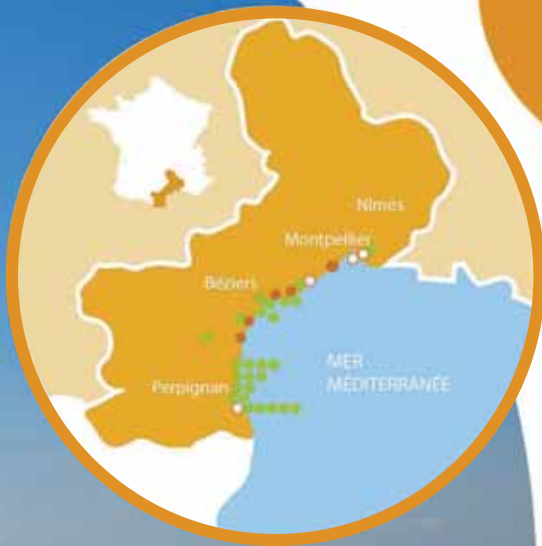 Nîmes
Montpellier
Béziers
MER
MÉDITERRANÉE
Perpignan